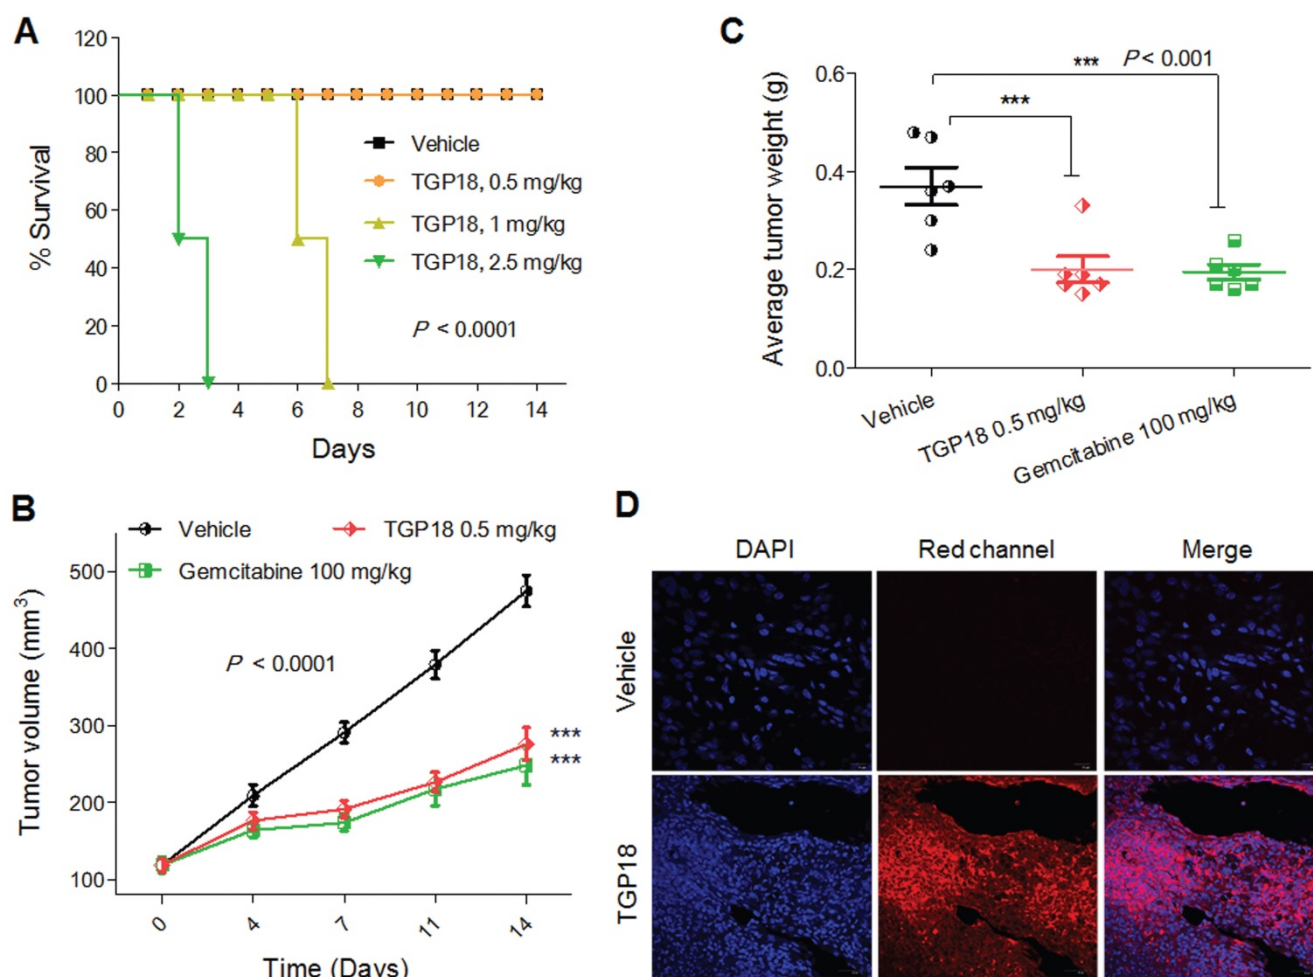 A
120
100
80
60
40
20
0
% Survival
Vehicle
TGP18, 0.5 mg/kg
TGP18, 1 mg/kg
TGP18, 2.5 mg/kg
P < 0.0001
0 2 4 6 8 10 12 14
Days
C
*** P < 0.001
***
0.6
0.4
0.2
0.0
Average tumor weight (g)
Vehicle
TGP18 0.5 mg/kg
Gemcitabine 100 mg/kg
B
Vehicle TGP18 0.5 mg/kg
Gemcitabine 100 mg/kg
500
400
300
200
100
Tumor volume (mm³)
P < 0.0001
***
***
0 4 7 11 14
Time (Days)
D
DAPI Red channel Merge
Vehicle
TGP18